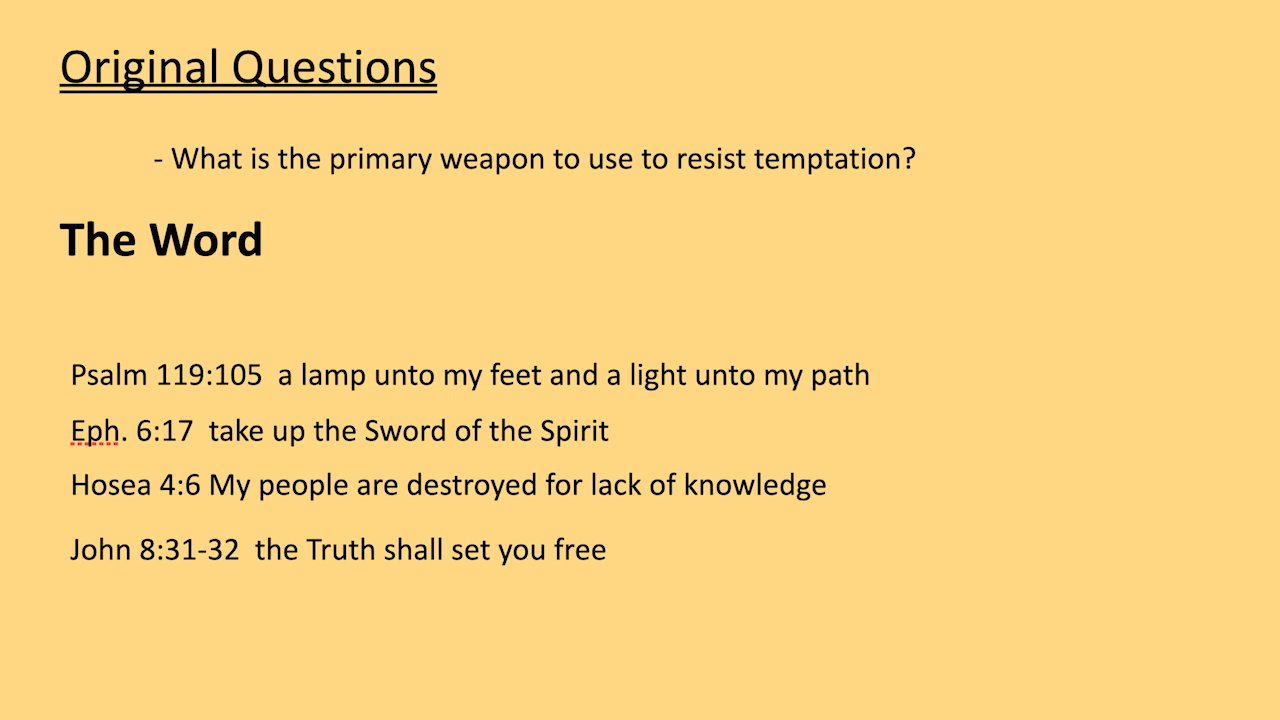 Original Questions
- What is the primary weapon to use to resist temptation?
The Word
Psalm 119:105  a lamp unto my feet and a light unto my path
Eph. 6:17  take up the Sword of the Spirit
Hosea 4:6 My people are destroyed for lack of knowledge
John 8:31-32  the Truth shall set you free